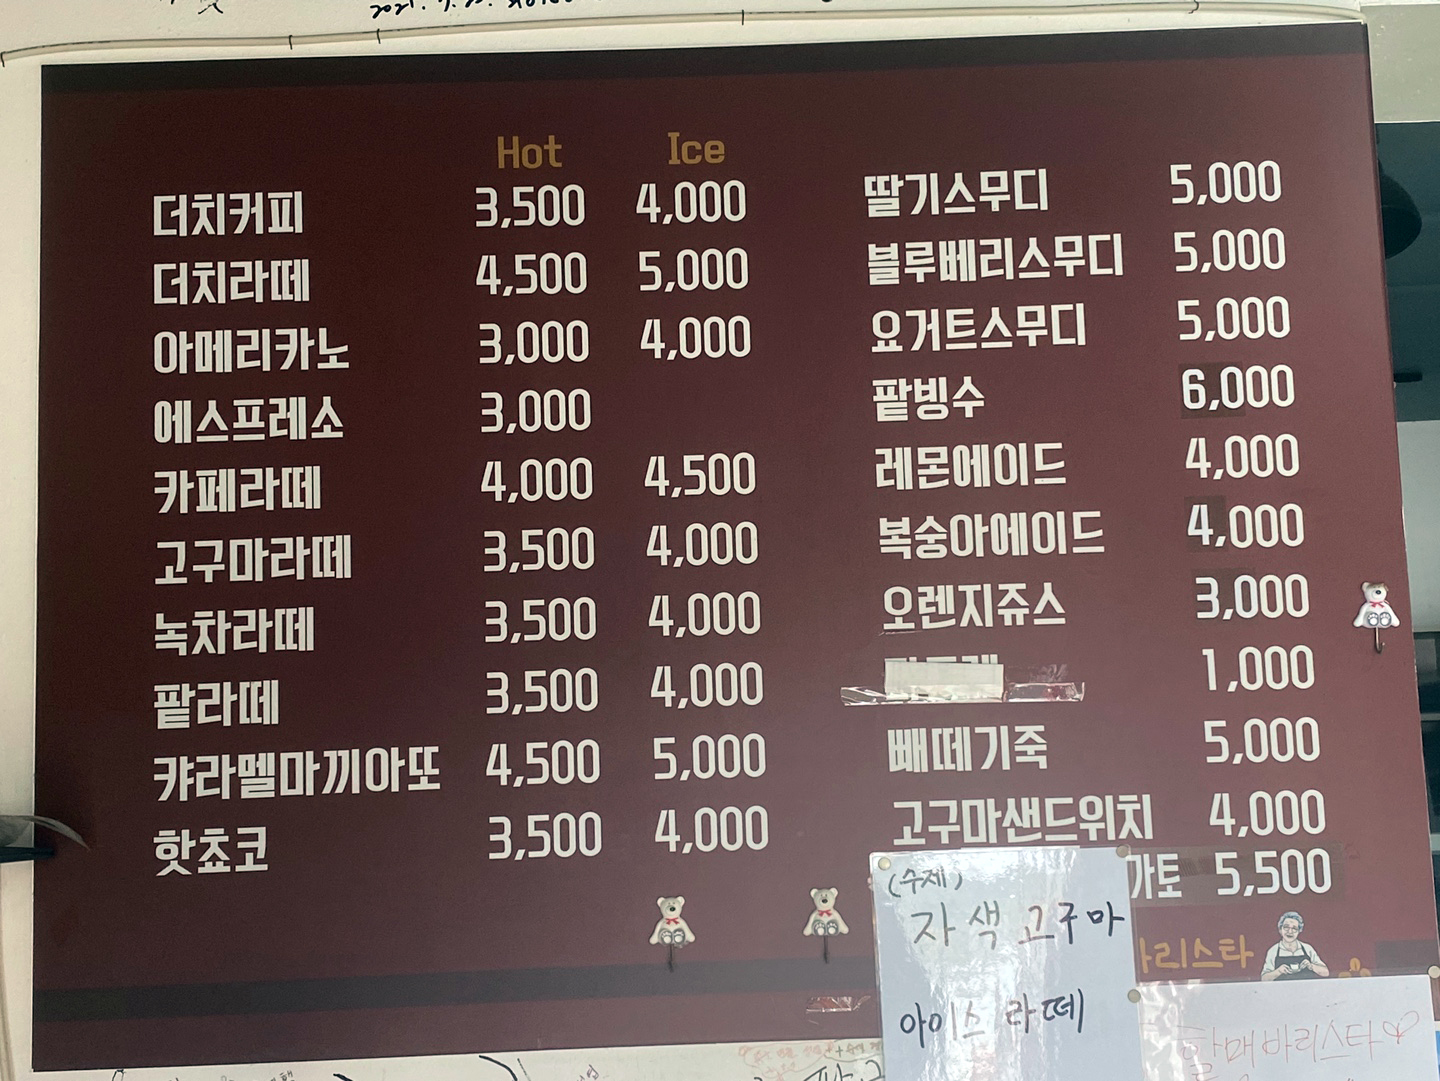 Hot Ice
더치커피 3,500 4,000
더치라떼 4,500 5,000
아메리카노 3,000 4,000
에스프레소 3,000
카페라떼 4,000 4,500
고구마라떼 3,500 4,000
녹차라떼 3,500 4,000
팥라떼 3,500 4,000
캬라멜마끼아또 4,500 5,000
핫쵸코 3,500 4,000
딸기스무디 5,000
블루베리스무디 5,000
요거트스무디 5,000
팥빙수 6,000
레몬에이드 4,000
복숭아에이드 4,000
오렌지쥬스 3,000
1,000
빼떼기죽 5,000
고구마샌드위치 4,000
가토 5,500
(수제)
자색 고구마
아이스 라떼
리스타
할매바리스타